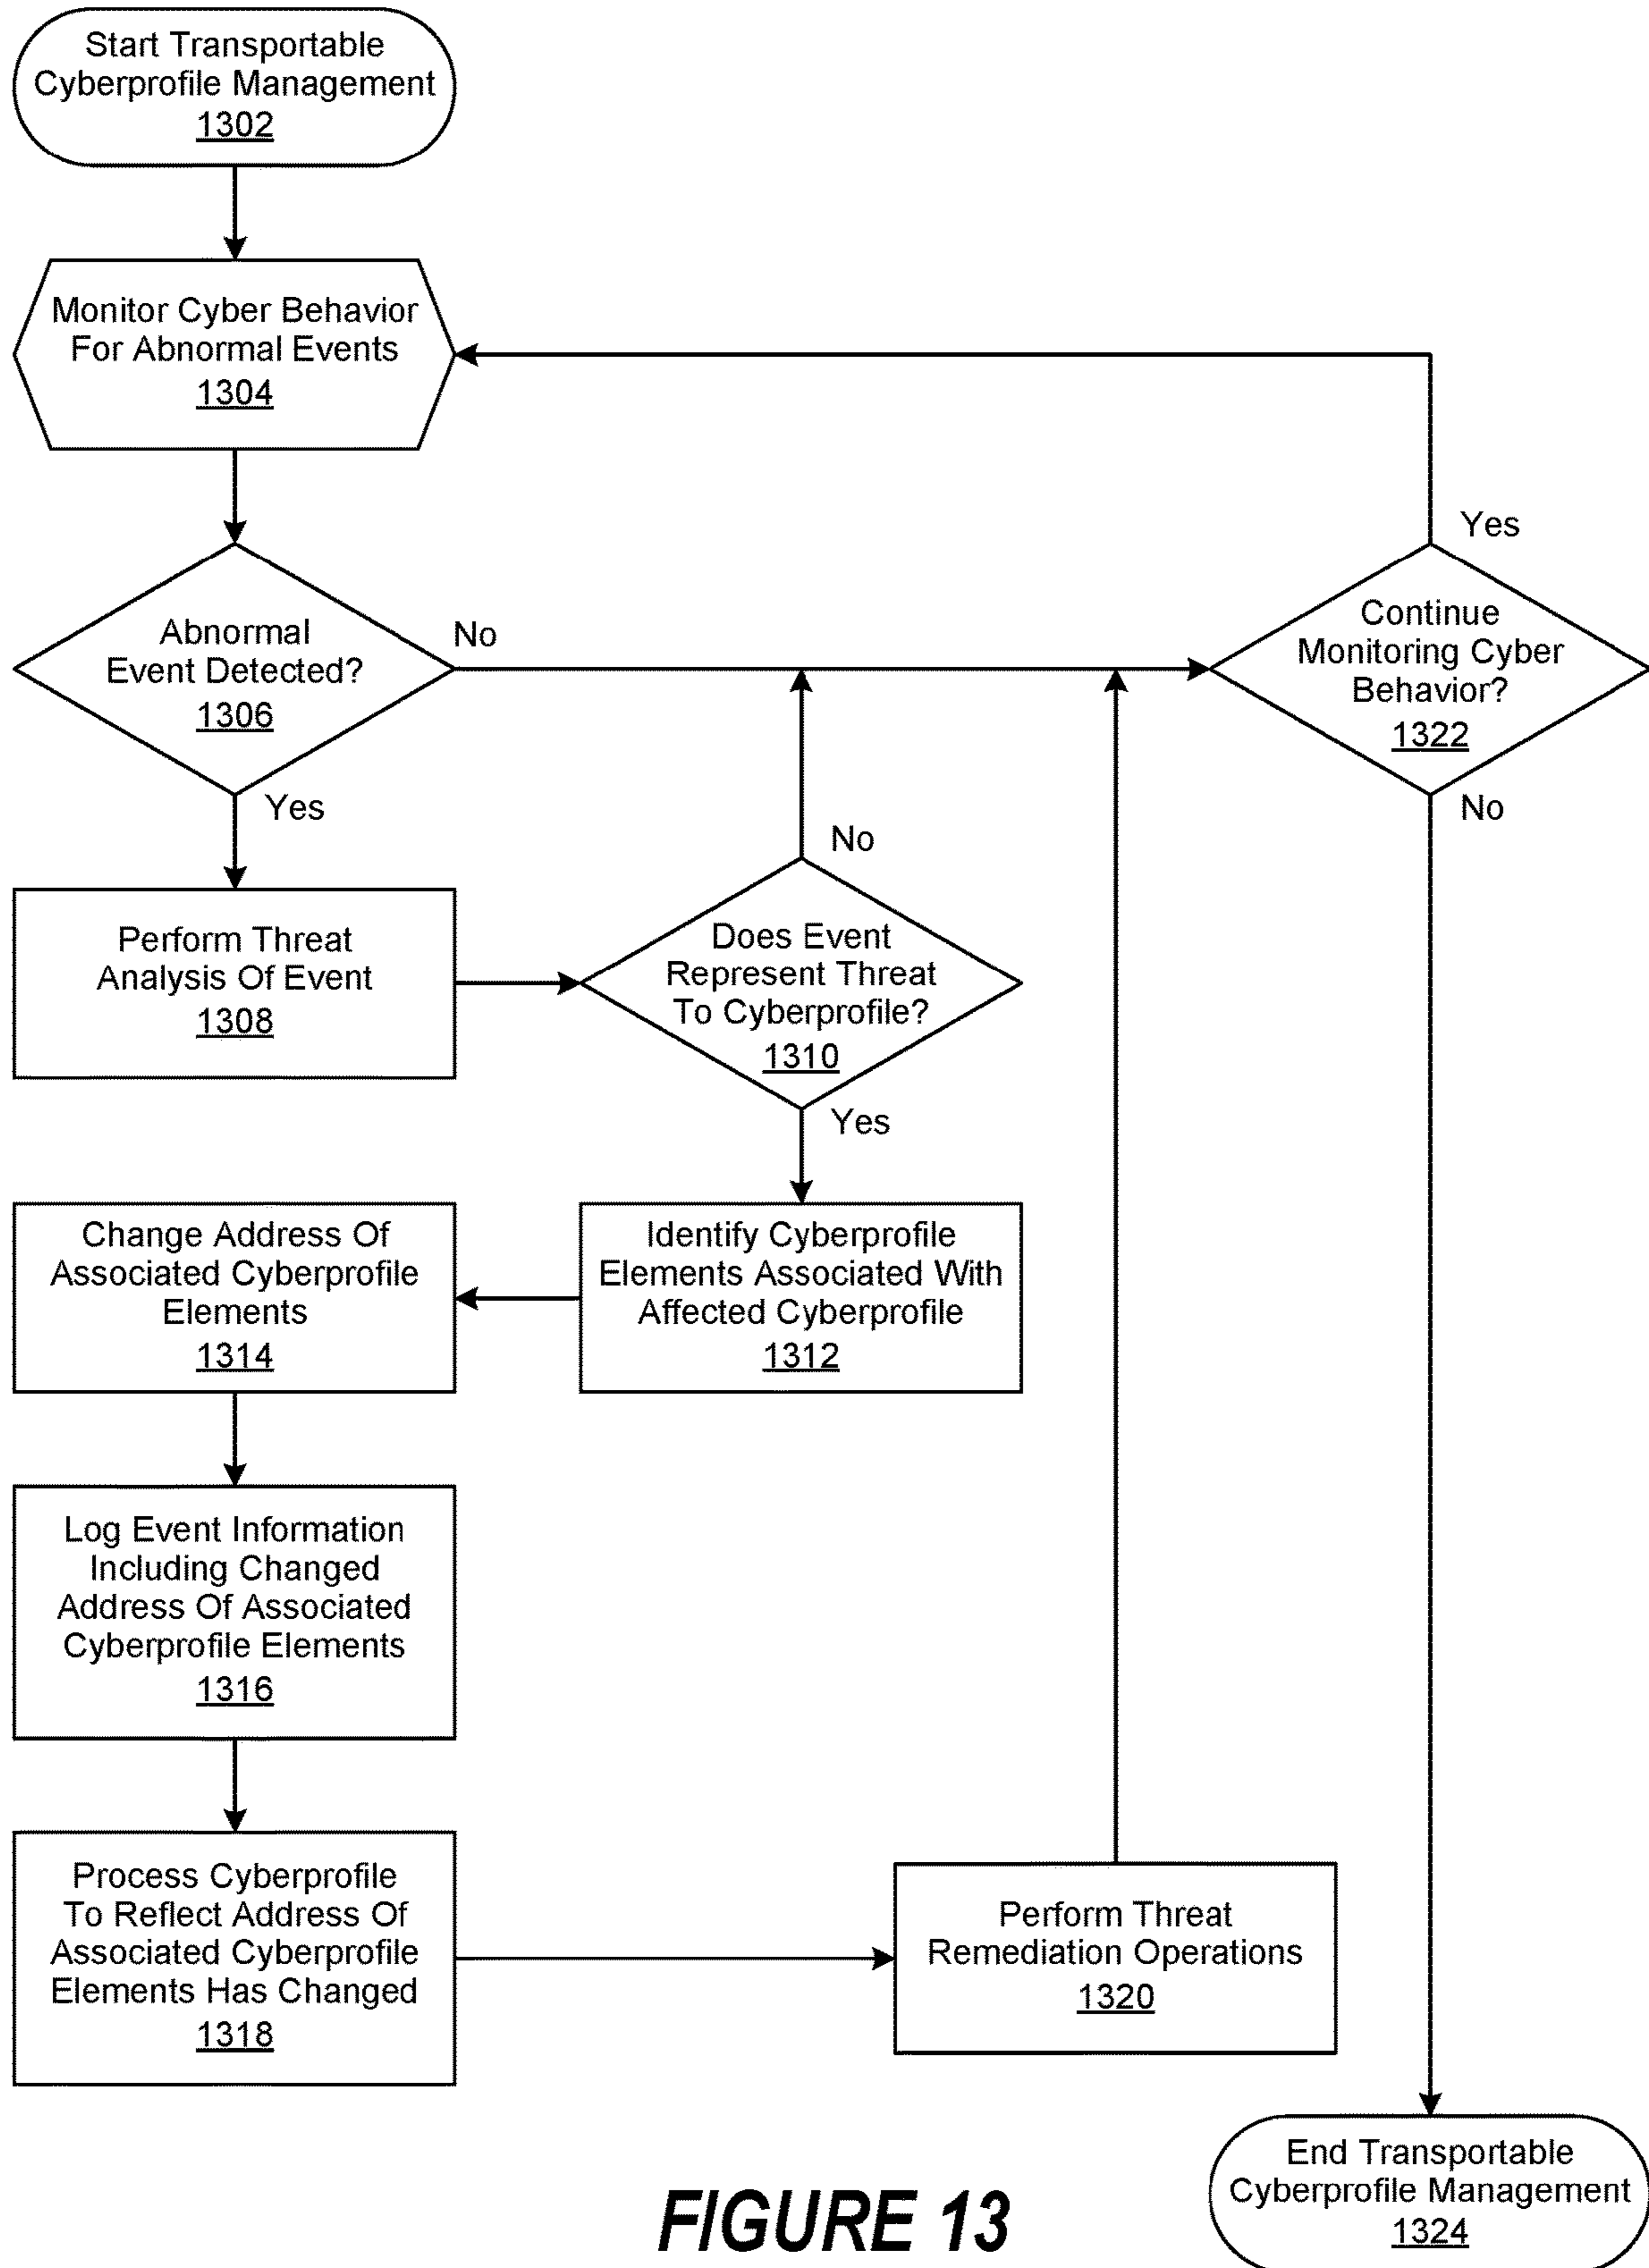 Start Transportable
Cyberprofile Management
1302
Monitor Cyber Behavior
For Abnormal Events
1304
Abnormal
Event Detected?
1306
No
Yes
Continue
Monitoring Cyber
Behavior?
1322
Yes
No
Perform Threat
Analysis Of Event
1308
Does Event
Represent Threat
To Cyberprofile?
1310
No
Yes
Identify Cyberprofile
Elements Associated With
Affected Cyberprofile
1312
Change Address Of
Associated Cyberprofile
Elements
1314
Log Event Information
Including Changed
Address Of Associated
Cyberprofile Elements
1316
Process Cyberprofile
To Reflect Address Of
Associated Cyberprofile
Elements Has Changed
1318
Perform Threat
Remediation Operations
1320
End Transportable
Cyberprofile Management
1324
FIGURE 13